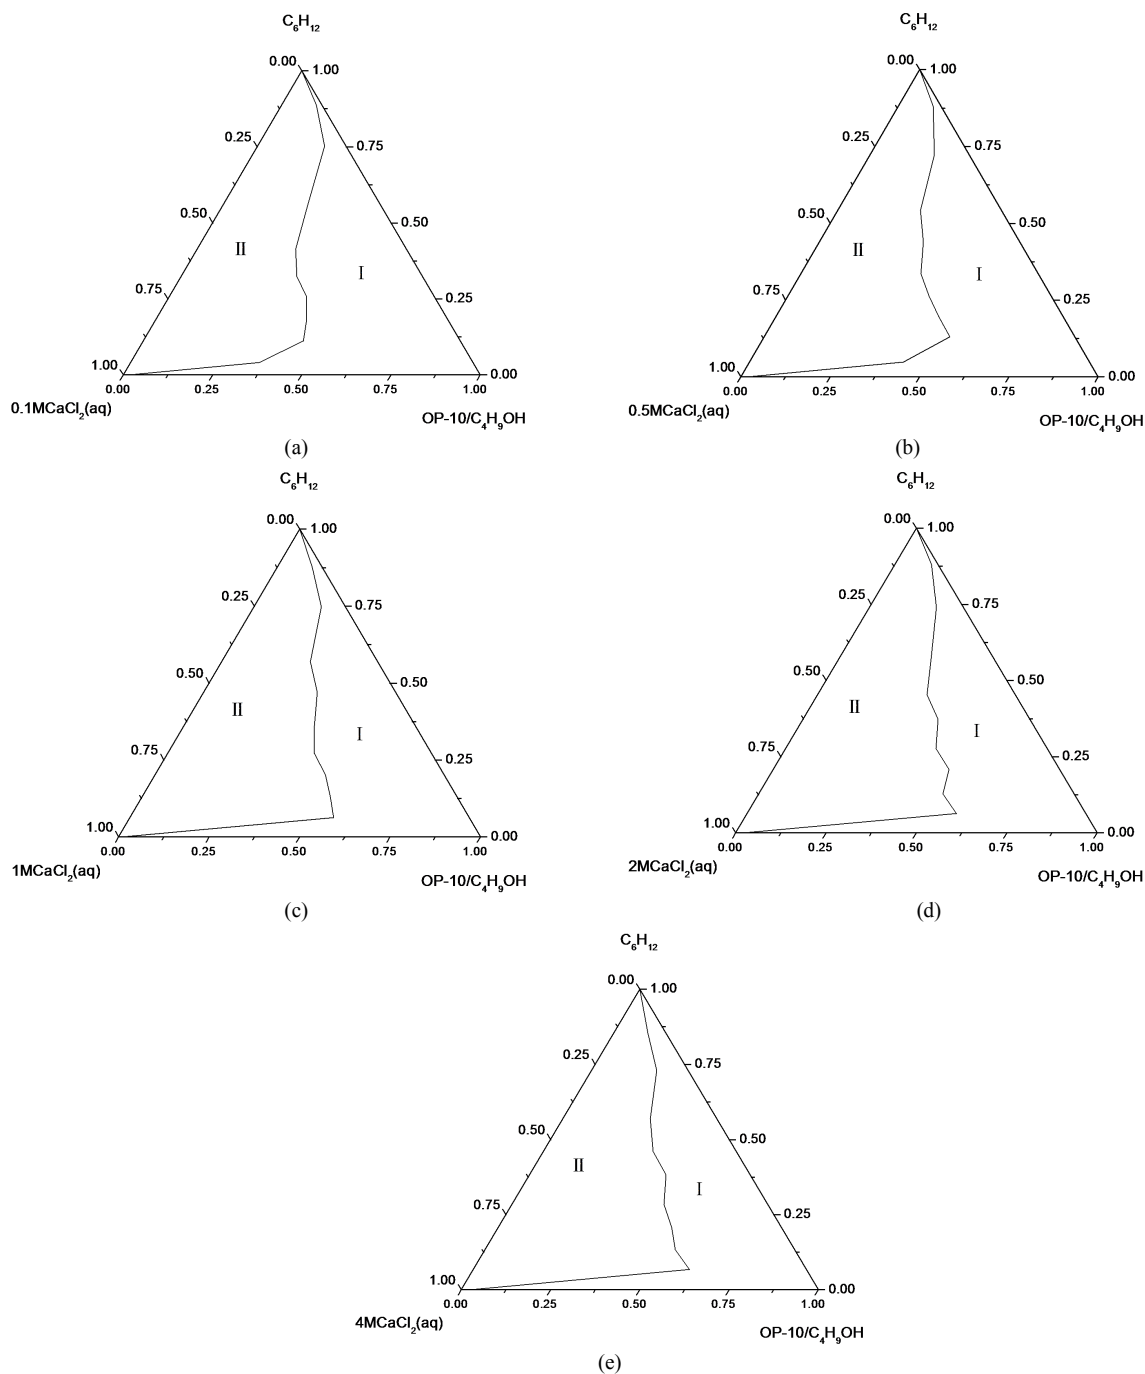 C₆H₁₂
0.00 1.00
0.25 0.75
0.50 0.50
II I
0.75 0.25
1.00 0.00
0.00 0.25 0.50 0.75 1.00
0.1MCaCl₂(aq) OP-10/C₄H₉OH
(a)
C₆H₁₂
0.00 1.00
0.25 0.75
0.50 0.50
II I
0.75 0.25
1.00 0.00
0.00 0.25 0.50 0.75 1.00
0.5MCaCl₂(aq) OP-10/C₄H₉OH
(b)
C₆H₁₂
0.00 1.00
0.25 0.75
0.50 0.50
II I
0.75 0.25
1.00 0.00
0.00 0.25 0.50 0.75 1.00
1MCaCl₂(aq) OP-10/C₄H₉OH
(c)
C₆H₁₂
0.00 1.00
0.25 0.75
0.50 0.50
II I
0.75 0.25
1.00 0.00
0.00 0.25 0.50 0.75 1.00
2MCaCl₂(aq) OP-10/C₄H₉OH
(d)
C₆H₁₂
0.00 1.00
0.25 0.75
0.50 0.50
II I
0.75 0.25
1.00 0.00
0.00 0.25 0.50 0.75 1.00
4MCaCl₂(aq) OP-10/C₄H₉OH
(e)